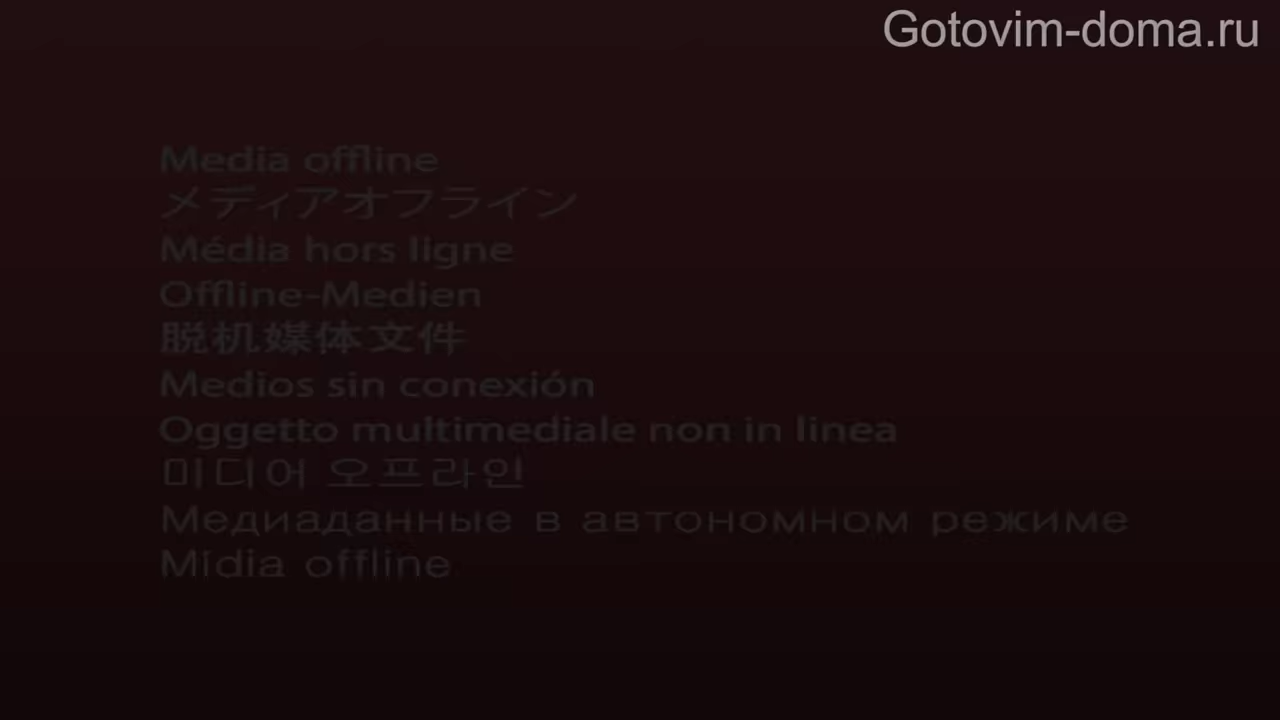 Gotovim-doma.ru
Media offline
メディアオフライン
Média hors ligne
Offline-Medien
脱机媒体文件
Medios sin conexión
Oggetto multimediale non in linea
미디어 오프라인
Медиаданные в автономном режиме
Mídia offline